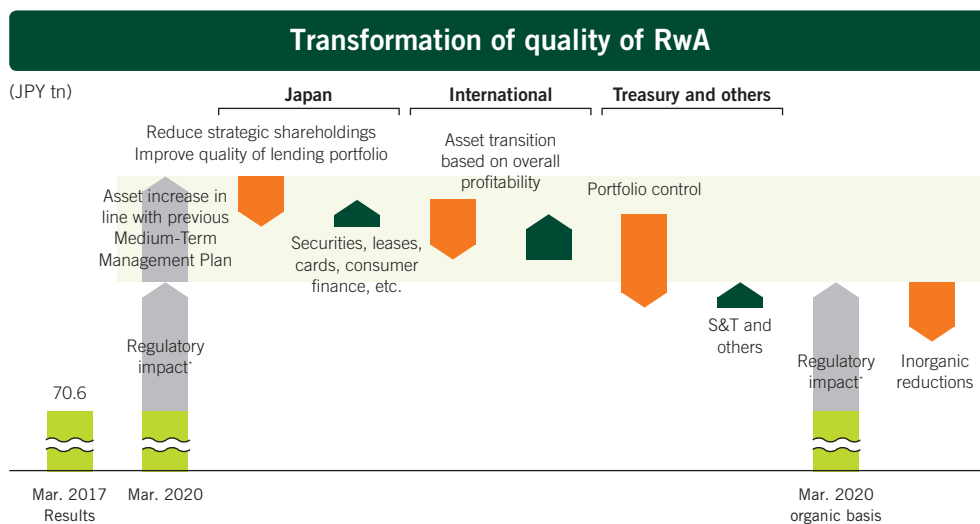 Transformation of quality of RwA
(JPY tn)
Japan
International
Treasury and others
Reduce strategic shareholdings
Improve quality of lending portfolio
Asset transition
based on overall
profitability
Portfolio control
Asset increase in
line with previous
Medium-Term
Management Plan
Securities, leases,
cards, consumer
finance, etc.
S&T and
others
Regulatory
impact*
Regulatory
impact*
Inorganic
reductions
70.6
Mar. 2017
Results
Mar. 2020
Mar. 2020
organic basis